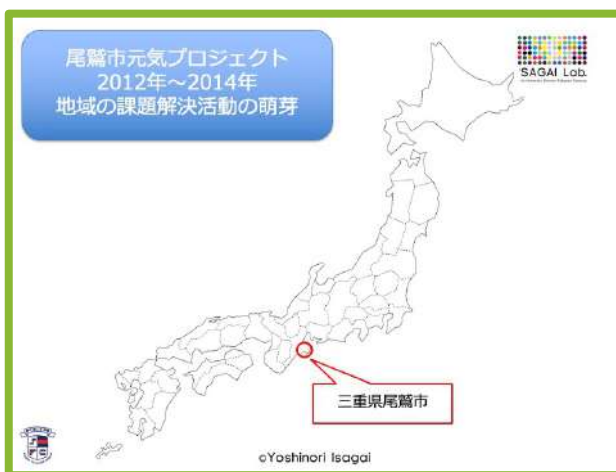 尾鷲市元気プロジェクト
2012年～2014年
地域の課題解決活動の萌芽
SAGAI Lab.
三重県尾鷲市
©Yoshinori Isagai